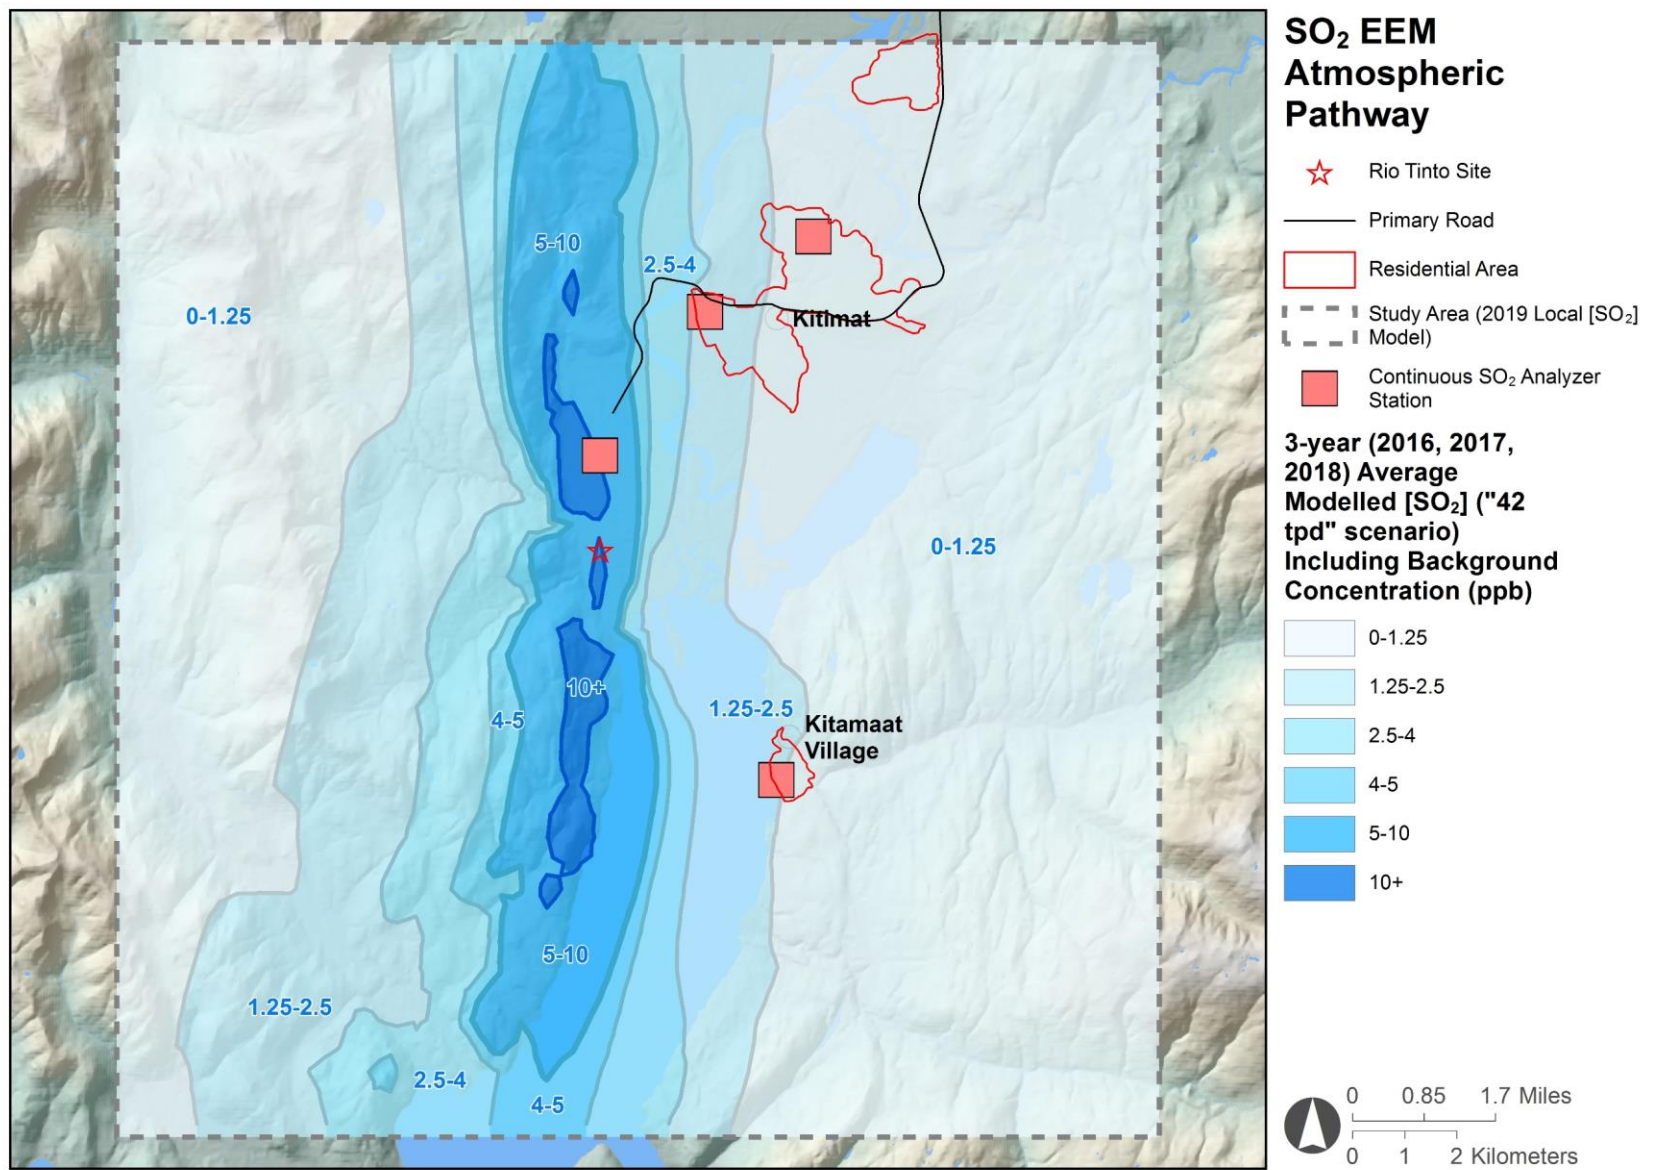 SO₂ EEM
Atmospheric
Pathway
Rio Tinto Site
Primary Road
Residential Area
Study Area (2019 Local [SO₂]
Model)
Continuous SO₂ Analyzer
Station
3-year (2016, 2017,
2018) Average
Modelled [SO₂] ("42
tpd" scenario)
Including Background
Concentration (ppb)
0-1.25
1.25-2.5
2.5-4
4-5
5-10
10+
0 0.85 1.7 Miles
0 1 2 Kilometers
5-10
2.5-4
0-1.25
Kitimat
0-1.25
10+
4-5
1.25-2.5
Kitamaat
Village
5-10
1.25-2.5
2.5-4
4-5